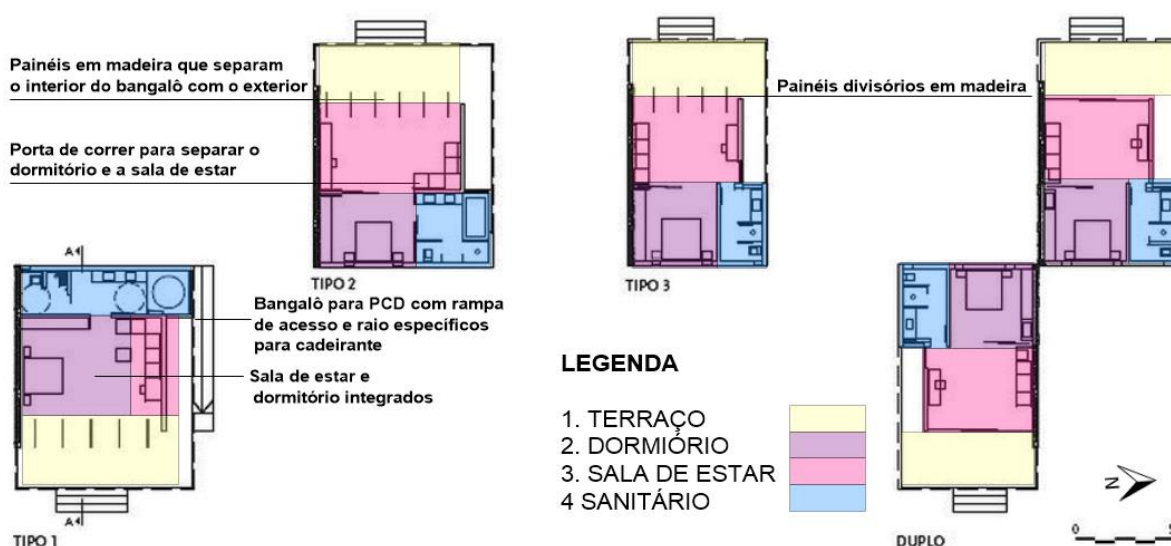 Painéis em madeira que separam
o interior do bangalô com o exterior
Porta de correr para separar o
dormitório e a sala de estar
TIPO 2
Painéis divisórios em madeira
TIPO 3
A
Bangalô para PCD com rampa
de acesso e raio específicos
para cadeirante
Sala de estar e
dormitório integrados
A
TIPO 1
LEGENDA
1. TERRAÇO
2. DORMIÓRIO
3. SALA DE ESTAR
4 SANITÁRIO
N
0 5
DUPLO